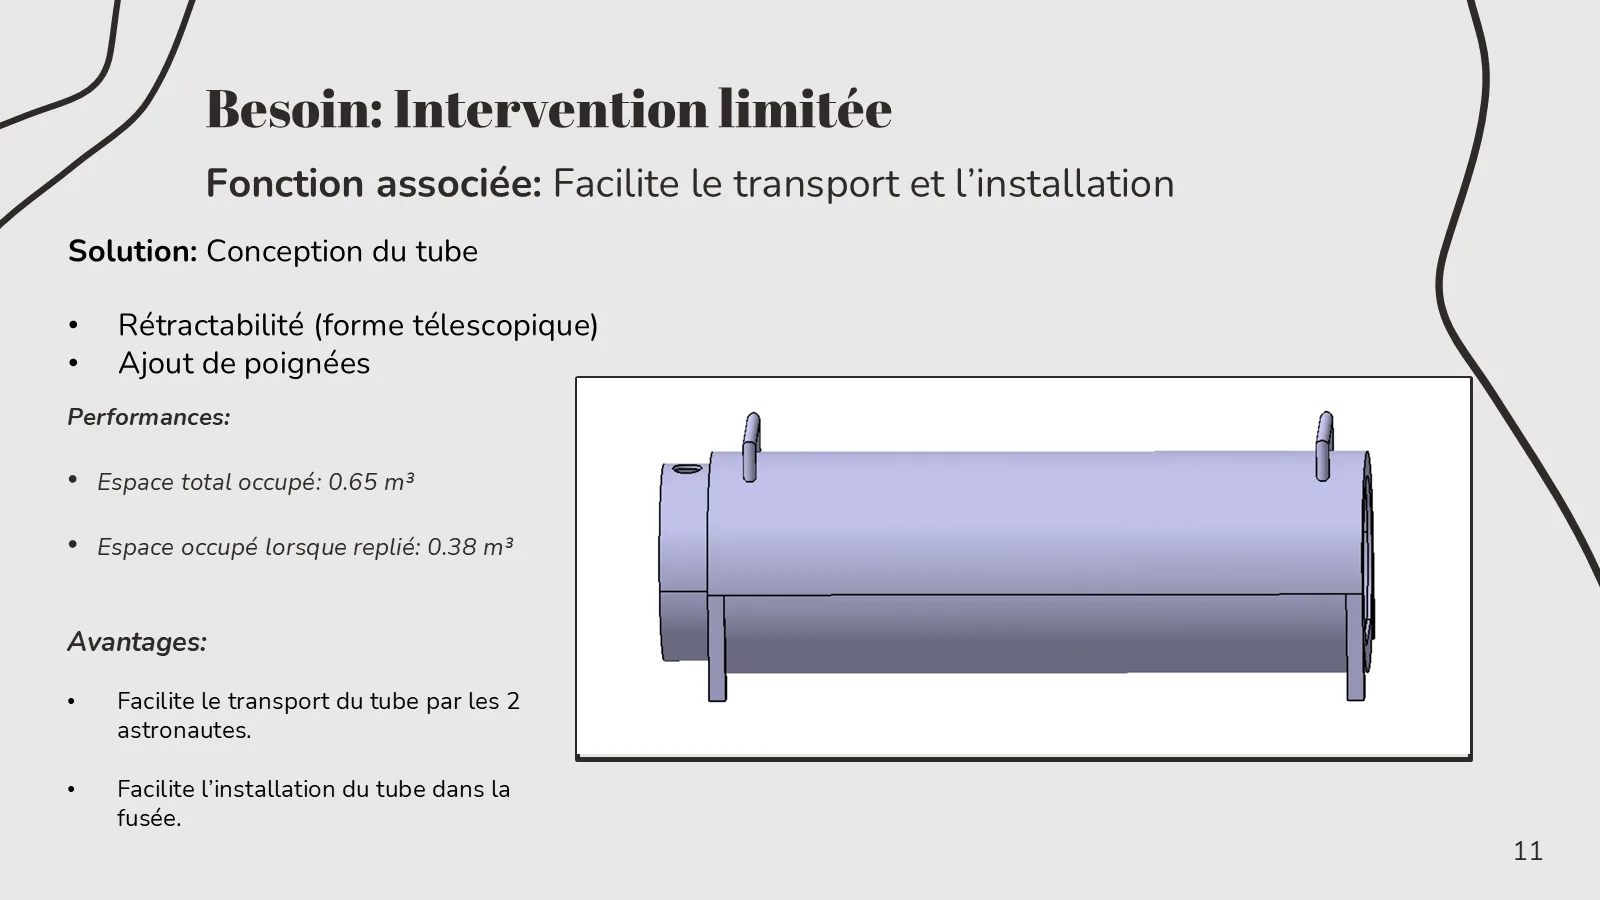 Besoin: Intervention limitée
Fonction associée: Facilite le transport et l’installation
Solution: Conception du tube
• Rétractabilité (forme télescopique)
• Ajout de poignées
Performances:
• Espace total occupé: 0.65 m³
• Espace occupé lorsque replié: 0.38 m³
Avantages:
• Facilite le transport du tube par les 2
astronautes.
• Facilite l’installation du tube dans la
fusée.
11